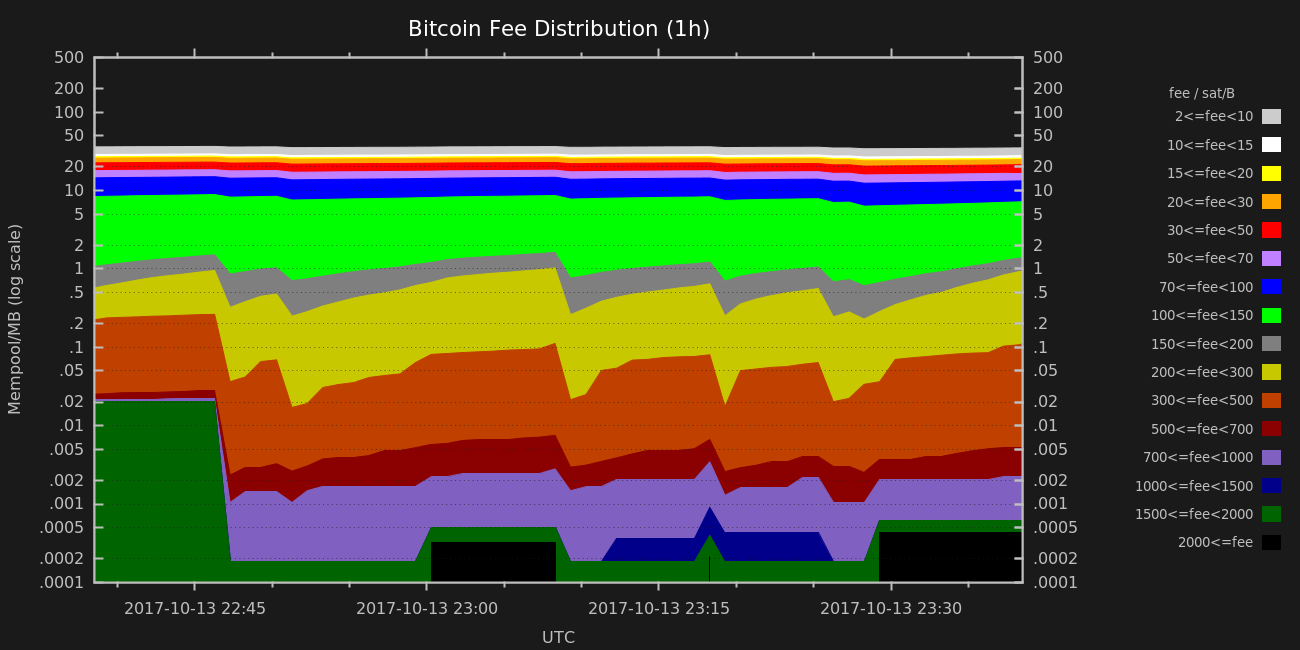 Bitcoin Fee Distribution (1h)
500 500
200 200
100 100
50 50
20 20
10 10
5 5
2 2
1 1
.5 .5
.2 .2
.1 .1
.05 .05
.02 .02
.01 .01
.005 .005
.002 .002
.001 .001
.0005 .0005
.0002 .0002
.0001 .0001
Mempool/MB (log scale)
2017-10-13 22:45 2017-10-13 23:00 2017-10-13 23:15 2017-10-13 23:30
UTC
fee / sat/B
2<=fee<10
10<=fee<15
15<=fee<20
20<=fee<30
30<=fee<50
50<=fee<70
70<=fee<100
100<=fee<150
150<=fee<200
200<=fee<300
300<=fee<500
500<=fee<700
700<=fee<1000
1000<=fee<1500
1500<=fee<2000
2000<=fee